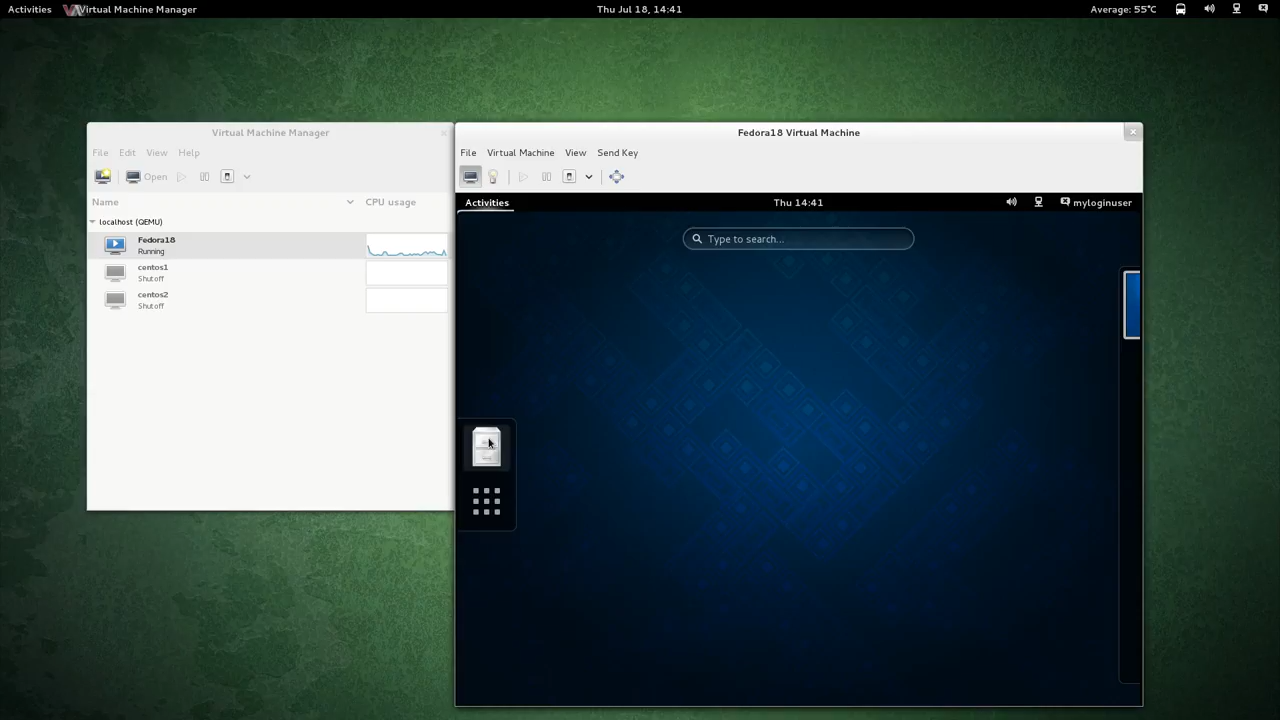 Activities Virtual Machine Manager Thu Jul 18, 14:41 Average: 55°C
Virtual Machine Manager
File Edit View Help
Open
Name CPU usage
localhost (QEMU)
Fedora18
Running
centos1
Shutoff
centos2
Shutoff
Fedora18 Virtual Machine
File Virtual Machine View Send Key
Activities Thu 14:41 myloginuser
Type to search...